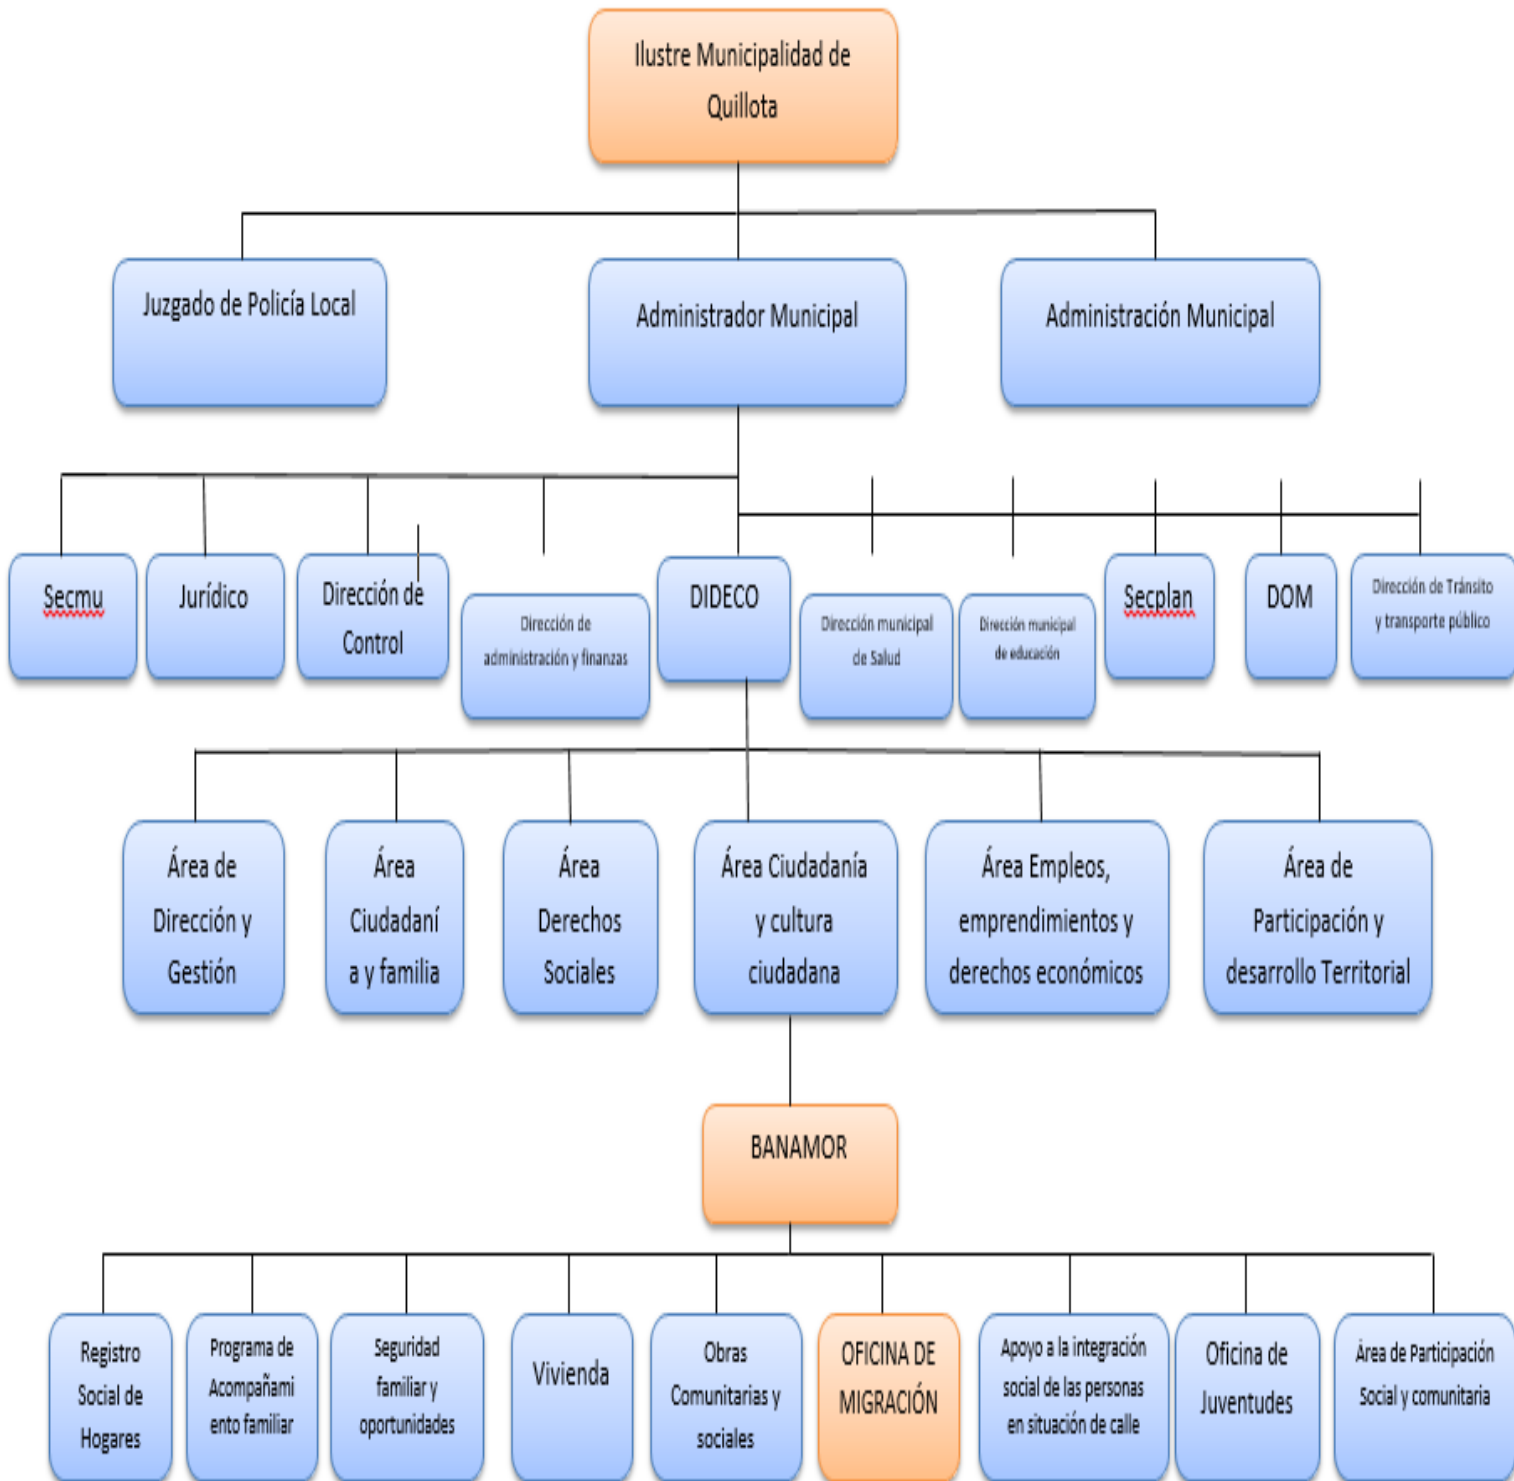 Ilustre Municipalidad de
Quillota
Juzgado de Policía Local
Administrador Municipal
Administración Municipal
Secmu
Jurídico
Dirección de
Control
Dirección de
administración y finanzas
DIDECO
Dirección municipal
de Salud
Dirección municipal
de educación
Secplan
DOM
Dirección de Tránsito
y transporte público
Área de
Dirección y
Gestión
Área
Ciudadaní
a y familia
Área
Derechos
Sociales
Área Ciudadanía
y cultura
ciudadana
Área Empleos,
emprendimientos y
derechos económicos
Área de
Participación y
desarrollo Territorial
BANAMOR
Registro
Social de
Hogares
Programa de
Acompañami
ento familiar
Seguridad
familiar y
oportunidades
Vivienda
Obras
Comunitarias y
sociales
OFICINA DE
MIGRACIÓN
Apoyo a la integración
social de las personas
en situación de calle
Oficina de
Juventudes
Área de Participación
Social y comunitaria